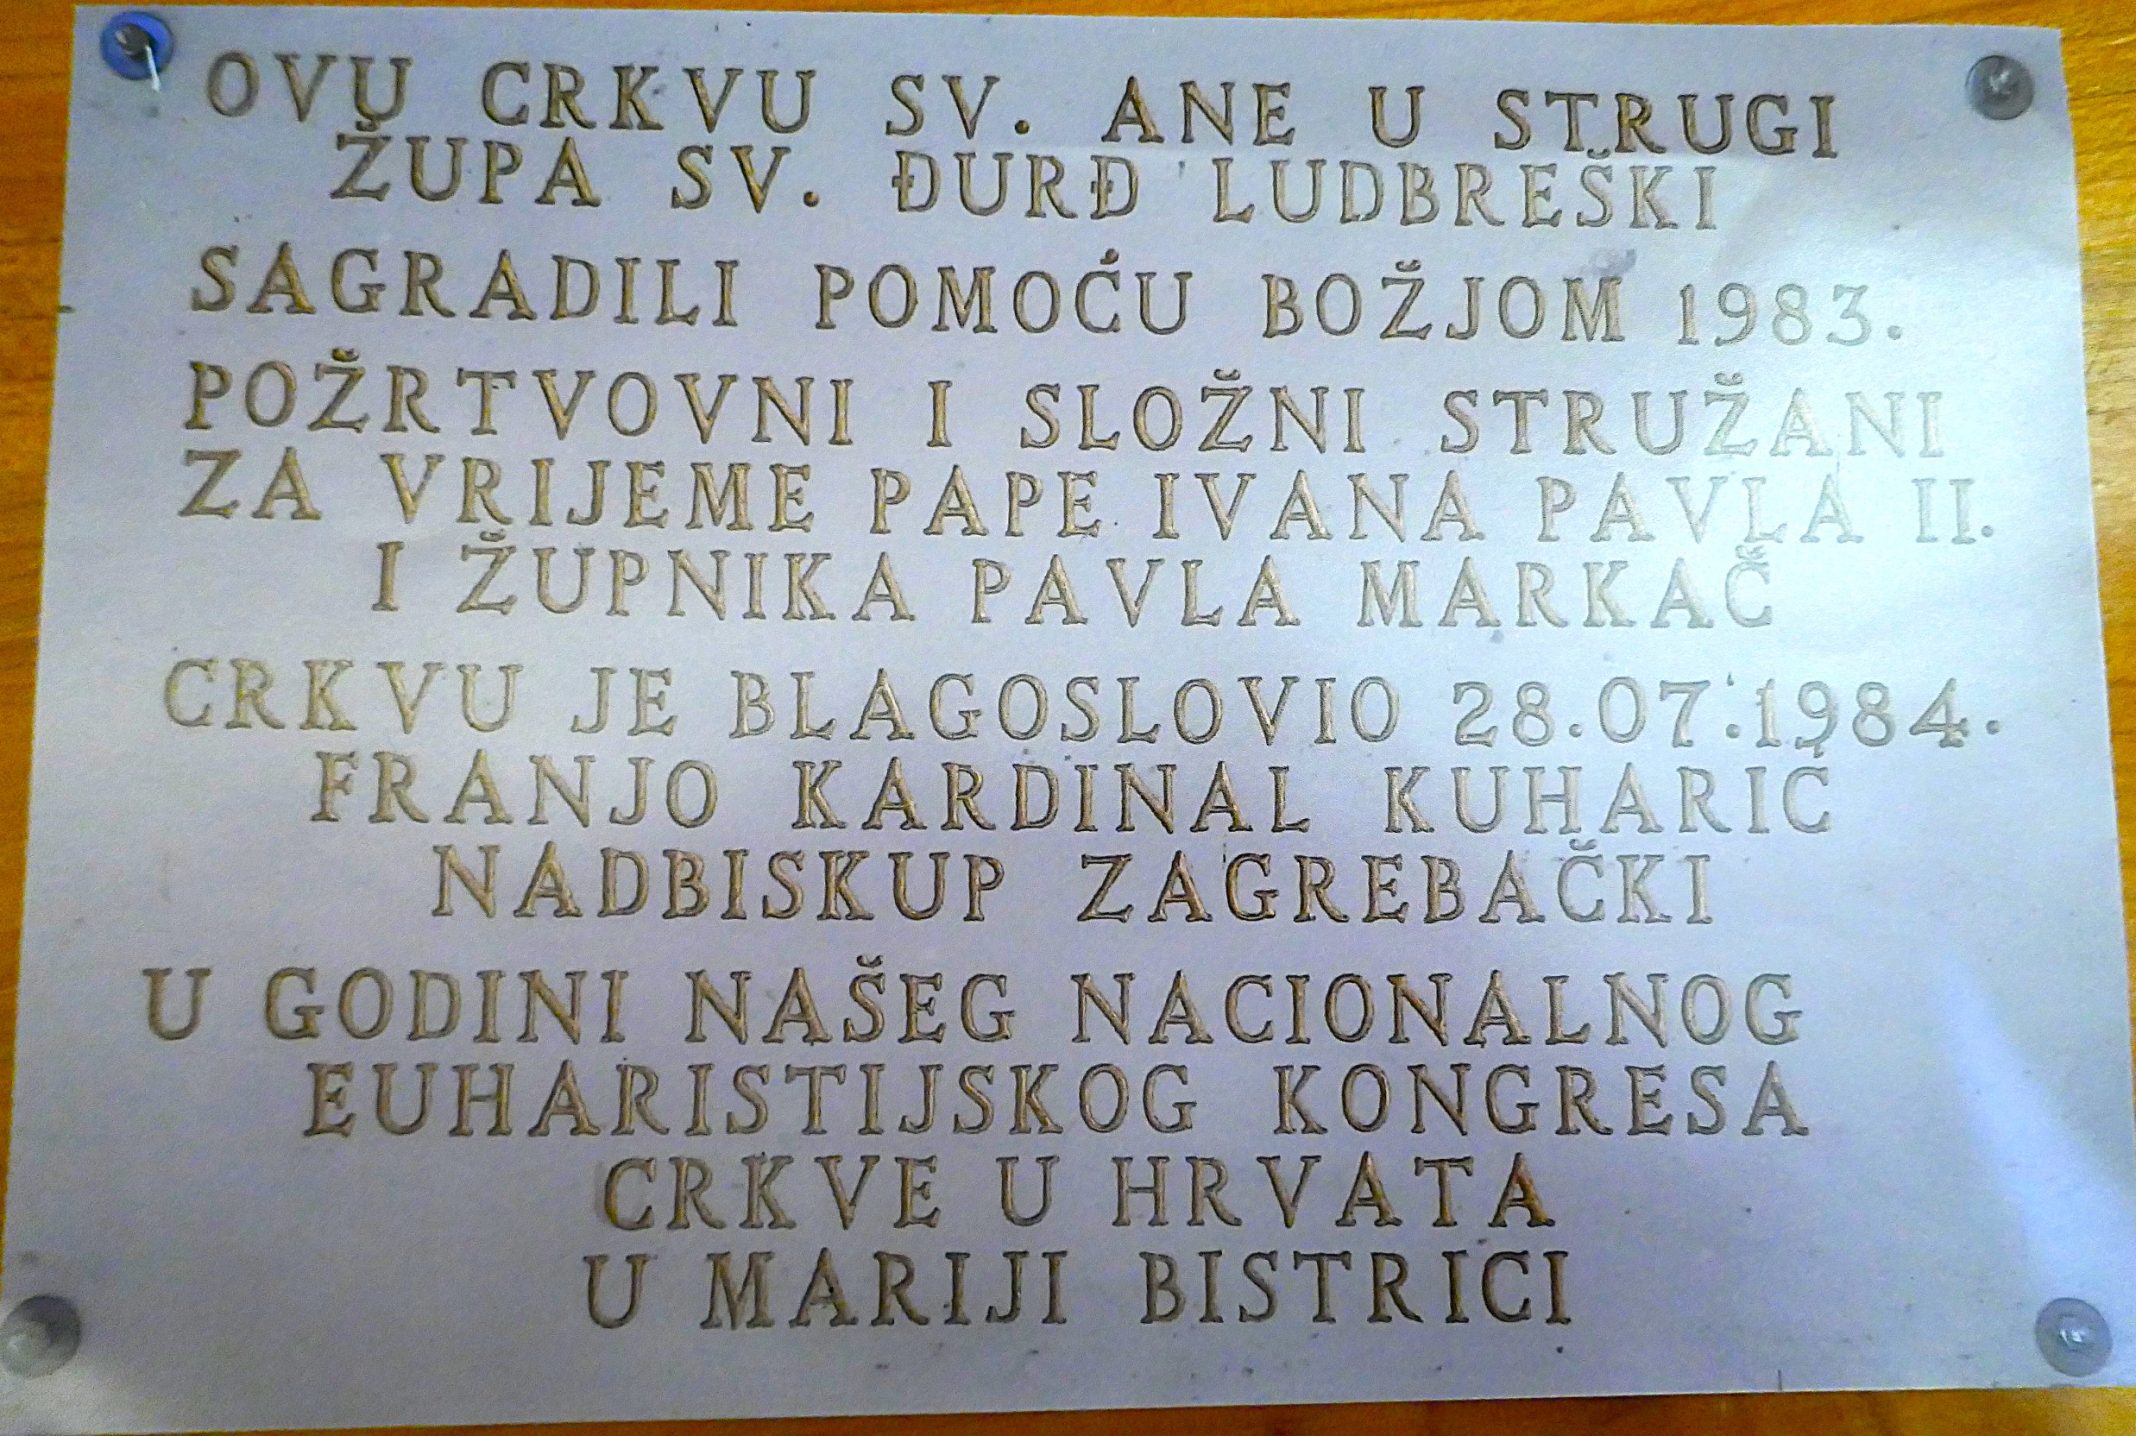 OVU CRKVU SV. ANE U STRUGI
ŽUPA SV. ĐURĐ LUDBREŠKI
SAGRADILI POMOĆU BOŽJOM 1983.
POŽRTVOVNI I SLOŽNI STRUŽANI
ZA VRIJEME PAPE IVANA PAVLA II.
I ŽUPNIKA PAVLA MARKAČ
CRKVU JE BLAGOSLOVIO 28.07.1984.
FRANJO KARDINAL KUHARIĆ
NADBISKUP ZAGREBAČKI
U GODINI NAŠEG NACIONALNOG
EUHARISTIJSKOG KONGRESA
CRKVE U HRVATA
U MARIJI BISTRICI